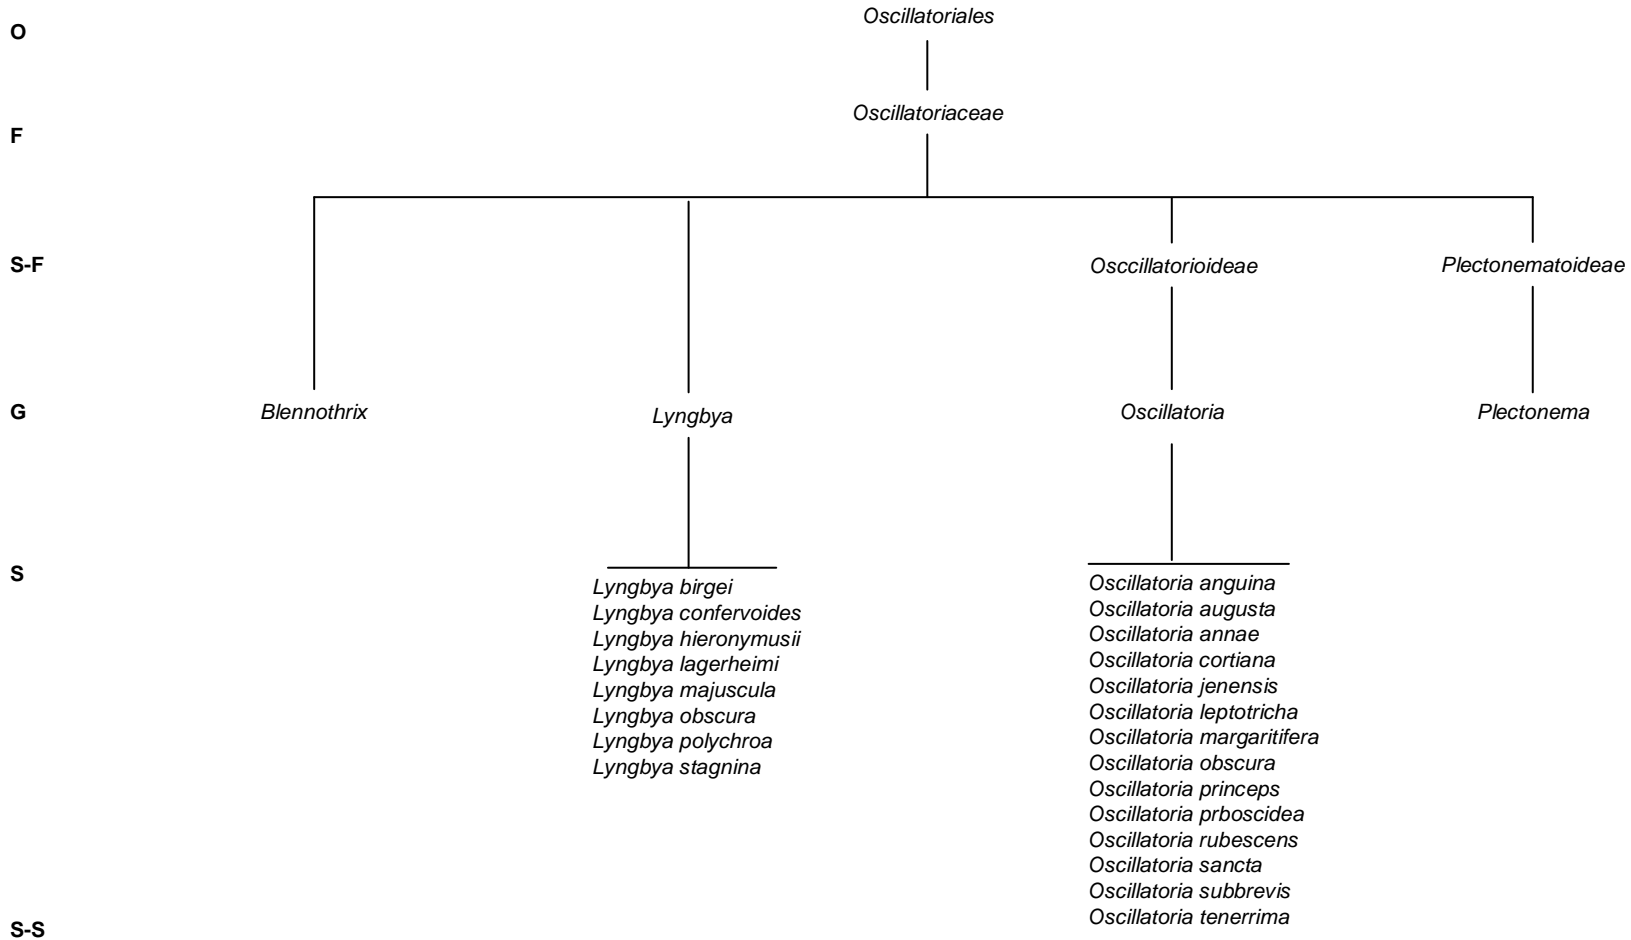 Oscillatoriales
O
Oscillatoriaceae
F
S-F
Osccillatorioideae
Plectonematoideae
G
Blennothrix
Lyngbya
Oscillatoria
Plectonema
S
Lyngbya birgei
Lyngbya confervoides
Lyngbya hieronymusii
Lyngbya lagerheimi
Lyngbya majuscula
Lyngbya obscura
Lyngbya polychroa
Lyngbya stagnina
Oscillatoria anguina
Oscillatoria augusta
Oscillatoria annae
Oscillatoria cortiana
Oscillatoria jenensis
Oscillatoria leptotricha
Oscillatoria margaritifera
Oscillatoria obscura
Oscillatoria princeps
Oscillatoria prboscidea
Oscillatoria rubescens
Oscillatoria sancta
Oscillatoria subbrevis
Oscillatoria tenerrima
S-S